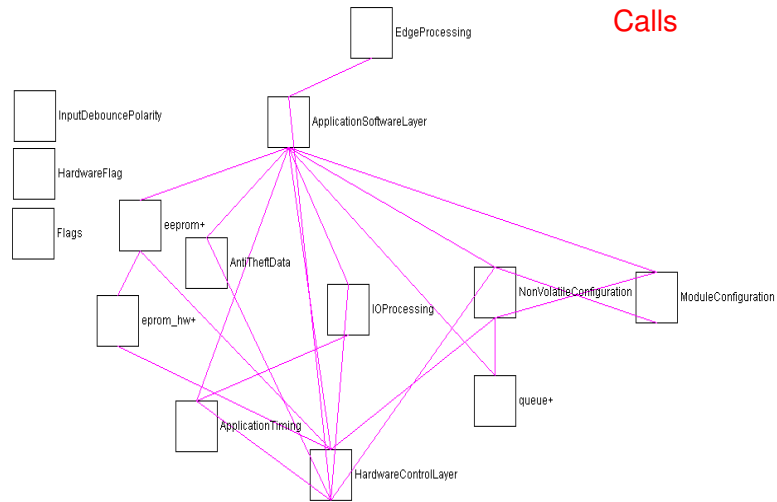 Calls
EdgeProcessing
InputDebouncePolarity
ApplicationSoftwareLayer
HardwareFlag
Flags
eeprom+
AntiTheftData
NonVolatileConfiguration
ModuleConfiguration
IOProcessing
eprom_hw+
queue+
ApplicationTiming
HardwareControlLayer